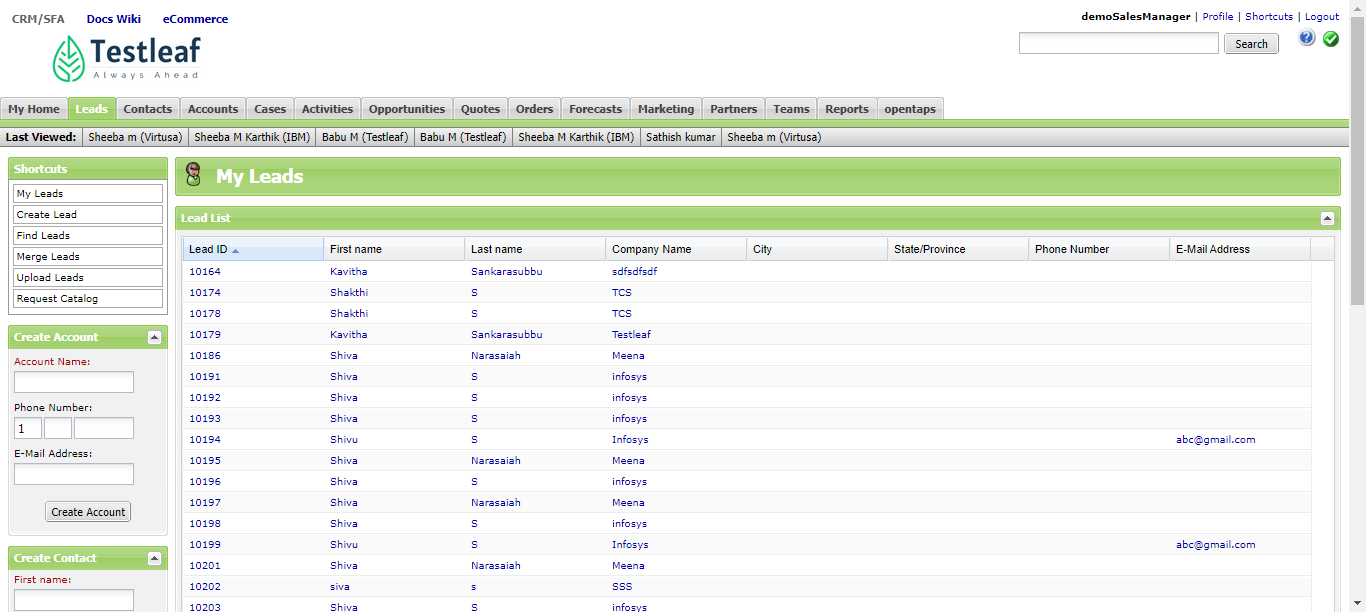 CRM/SFA Docs Wiki eCommerce
demoSalesManager | Profile | Shortcuts | Logout
Testleaf
Always Ahead
Search
?
My Home Leads Contacts Accounts Cases Activities Opportunities Quotes Orders Forecasts Marketing Partners Teams Reports opentaps
Last Viewed: Sheeba m (Virtusa) Sheeba M Karthik (IBM) Babu M (Testleaf) Babu M (Testleaf) Sheeba M Karthik (IBM) Sathish kumar Sheeba m (Virtusa)
Shortcuts
My Leads
Create Lead
Find Leads
Merge Leads
Upload Leads
Request Catalog
Create Account
Account Name:
Phone Number:
1
E-Mail Address:
Create Account
Create Contact
First name:
My Leads
Lead List
Lead ID First name Last name Company Name City State/Province Phone Number E-Mail Address
10164 Kavitha Sankarasubbu sdfsdfsdf
10174 Shakthi S TCS
10178 Shakthi S TCS
10179 Kavitha Sankarasubbu Testleaf
10186 Shiva Narasaiah Meena
10191 Shiva S infosys
10192 Shiva S infosys
10193 Shiva S infosys
10194 Shivu S Infosys abc@gmail.com
10195 Shiva Narasaiah Meena
10196 Shiva S infosys
10197 Shiva Narasaiah Meena
10198 Shiva S infosys
10199 Shivu S Infosys abc@gmail.com
10201 Shiva Narasaiah Meena
10202 siva s SSS
10203 Shiva S infosys